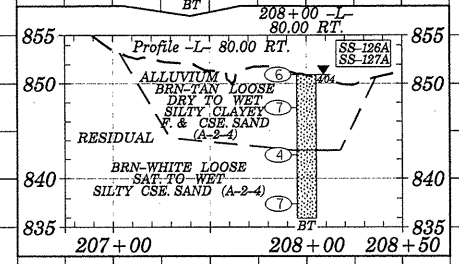 BT
208+00 -L-
80.00 RT.
855
Profile -L- 80.00 RT.
SS-126A
SS-127A
855
ALLUVIUM
6
850
BRN-TAN LOOSE
850
DRY TO WET
7
SILTY CLAYEY
F. & CSE. SAND
(A-2-4)
RESIDUAL
4
BRN-WHITE LOOSE
840
SAT. TO WET
840
SILTY CSE. SAND (A-2-4)
7
835
BT
835
207+00
208+00
208+50